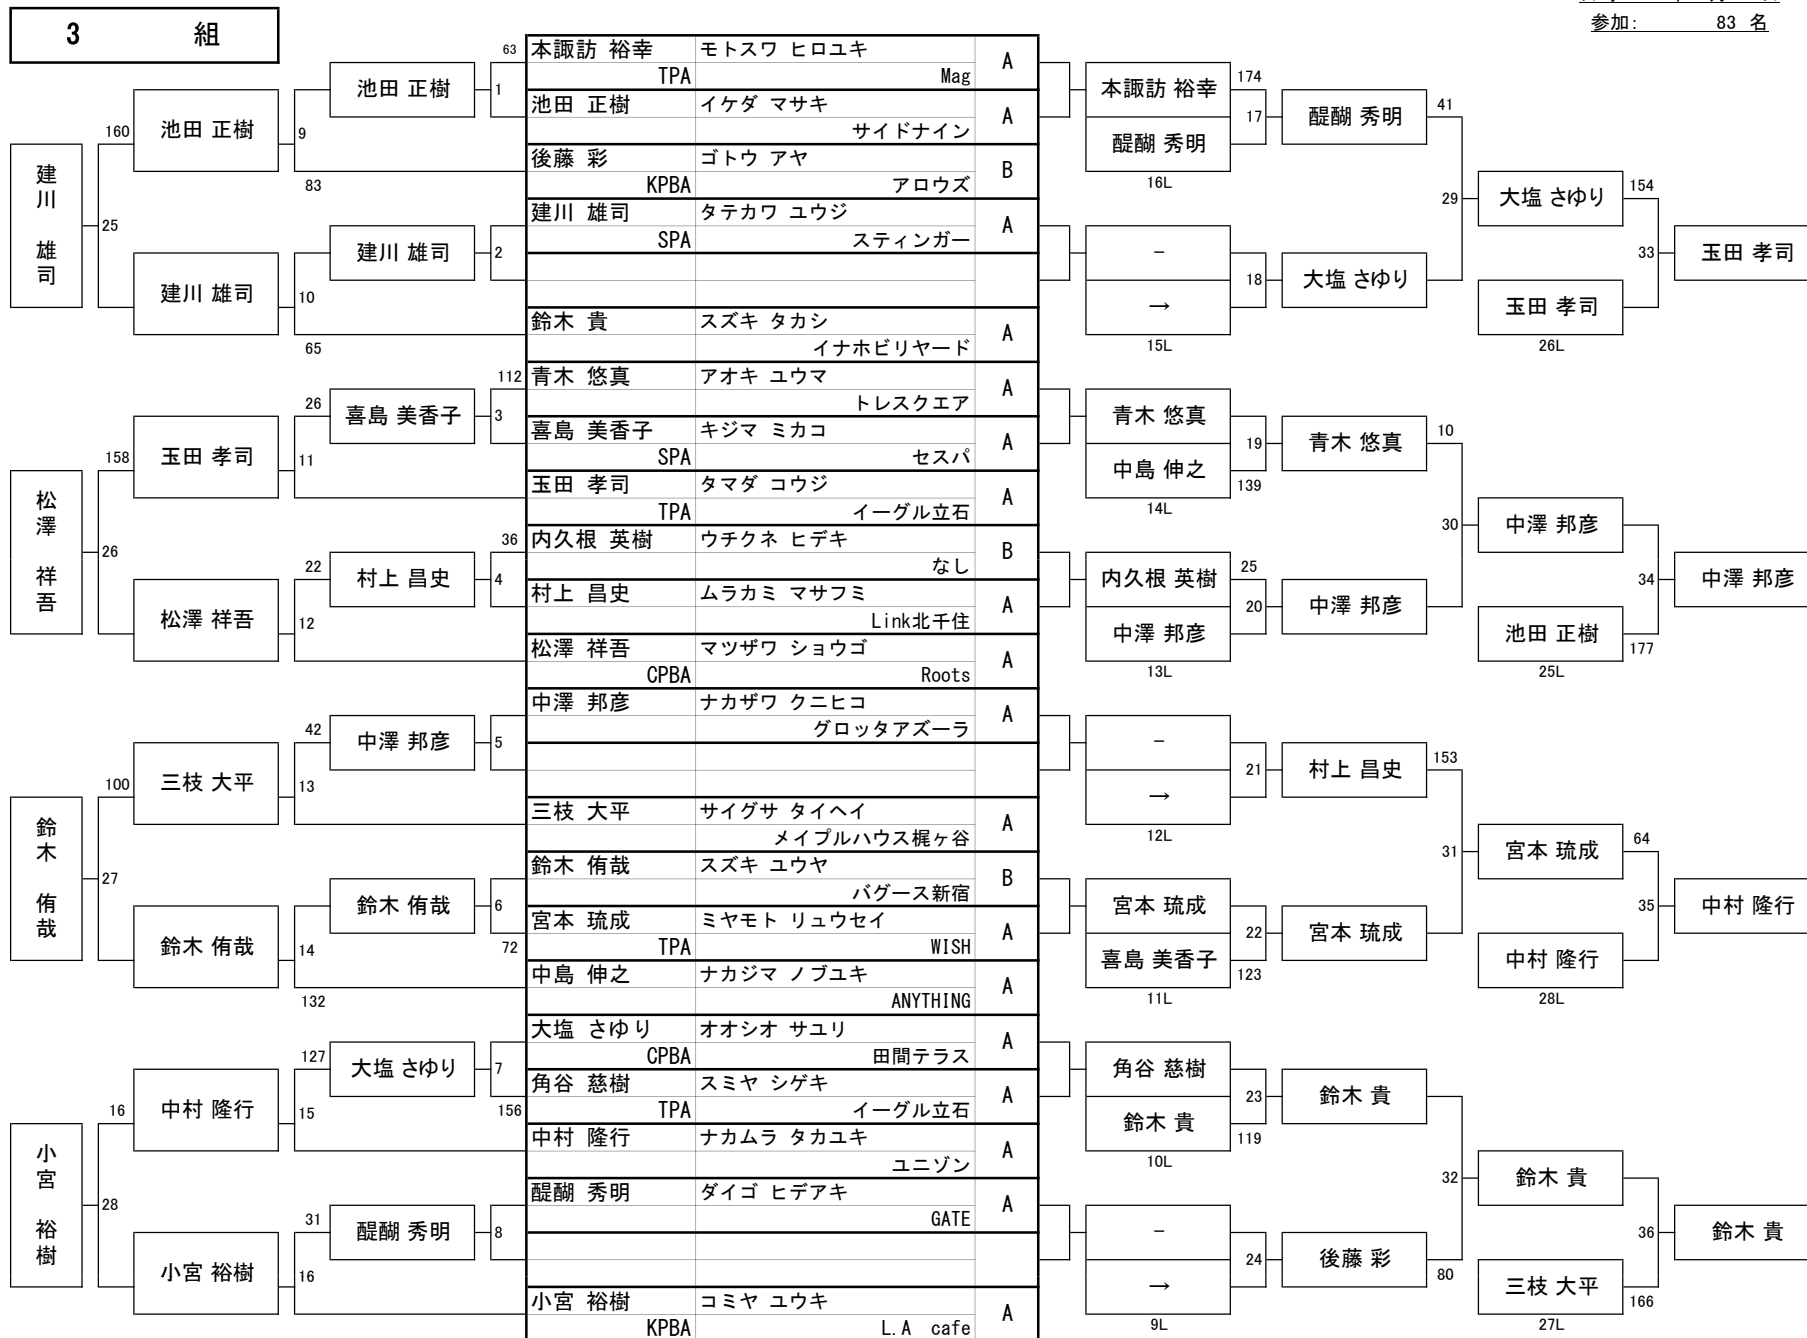 参加: 83 名
3 組
63 本諏訪 裕幸 モトスワ ヒロユキ A
TPA Mag
池田 正樹 1
池田 正樹 イケダ マサキ A
サイドナイン
160 池田 正樹 9
後藤 彩 ゴトウ アヤ B
83 KPBA アロウズ
建川 雄司 25
建川 雄司 タテカワ ユウジ A
SPA スティンガー
建川 雄司 2
建川 雄司 10
鈴木 貴 スズキ タカシ A
65 イナホビリヤード
112 青木 悠真 アオキ ユウマ A
トレスクエア
26 喜島 美香子 3
喜島 美香子 キジマ ミカコ A
SPA セスパ
158 玉田 孝司 11
玉田 孝司 タマダ コウジ A
TPA イーグル立石
松澤 祥吾 26
36 内久根 英樹 ウチクネ ヒデキ B
なし
22 村上 昌史 4
村上 昌史 ムラカミ マサフミ A
Link北千住
松澤 祥吾 12
松澤 祥吾 マツザワ ショウゴ A
CPBA Roots
中澤 邦彦 ナカザワ クニヒコ A
グロッタアズーラ
42 中澤 邦彦 5
100 三枝 大平 13
三枝 大平 サイグサ タイヘイ A
メイプルハウス梶ヶ谷
鈴木 侑哉 27
鈴木 侑哉 スズキ ユウヤ B
バグース新宿
鈴木 侑哉 6
宮本 琉成 ミヤモト リュウセイ A
72 TPA WISH
鈴木 侑哉 14
中島 伸之 ナカジマ ノブユキ A
132 ANYTHING
大塩 さゆり オオシオ サユリ A
CPBA 田間テラス
127 大塩 さゆり 7
角谷 慈樹 スミヤ シゲキ A
156 TPA イーグル立石
16 中村 隆行 15
中村 隆行 ナカムラ タカユキ A
ユニゾン
小宮 裕樹 28
醍醐 秀明 ダイゴ ヒデアキ A
GATE
31 醍醐 秀明 8
小宮 裕樹 16
小宮 裕樹 コミヤ ユウキ A
KPBA L.A cafe
本諏訪 裕幸 174
17 醍醐 秀明 41
醍醐 秀明
16L
29 大塩 さゆり 154
－
18 大塩 さゆり
→
15L
33 玉田 孝司
玉田 孝司
26L
青木 悠真
19 青木 悠真 10
中島 伸之 139
14L
30 中澤 邦彦
内久根 英樹 25
20 中澤 邦彦
中澤 邦彦
13L
34 中澤 邦彦
池田 正樹 177
25L
－
21 村上 昌史 153
→
12L
31 宮本 琉成 64
宮本 琉成
22 宮本 琉成
喜島 美香子 123
11L
35 中村 隆行
中村 隆行
28L
角谷 慈樹
23 鈴木 貴
鈴木 貴 119
10L
32 鈴木 貴
－
24 後藤 彩 80
→
9L
36 鈴木 貴
三枝 大平 166
27L